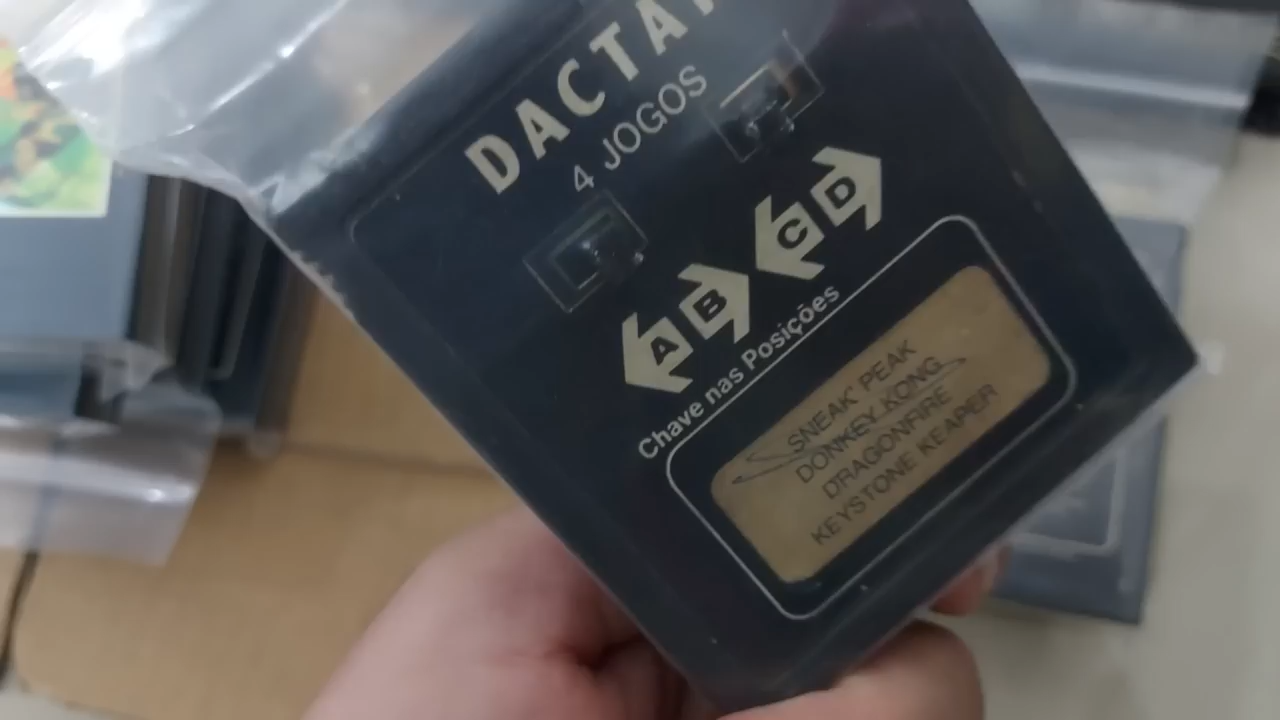 DACTA
4 JOGOS
A B C D
Chave nas Posições
SNEAK PEAK
DONKEY KONG
DRAGONFIRE
KEYSTONE KEAPER